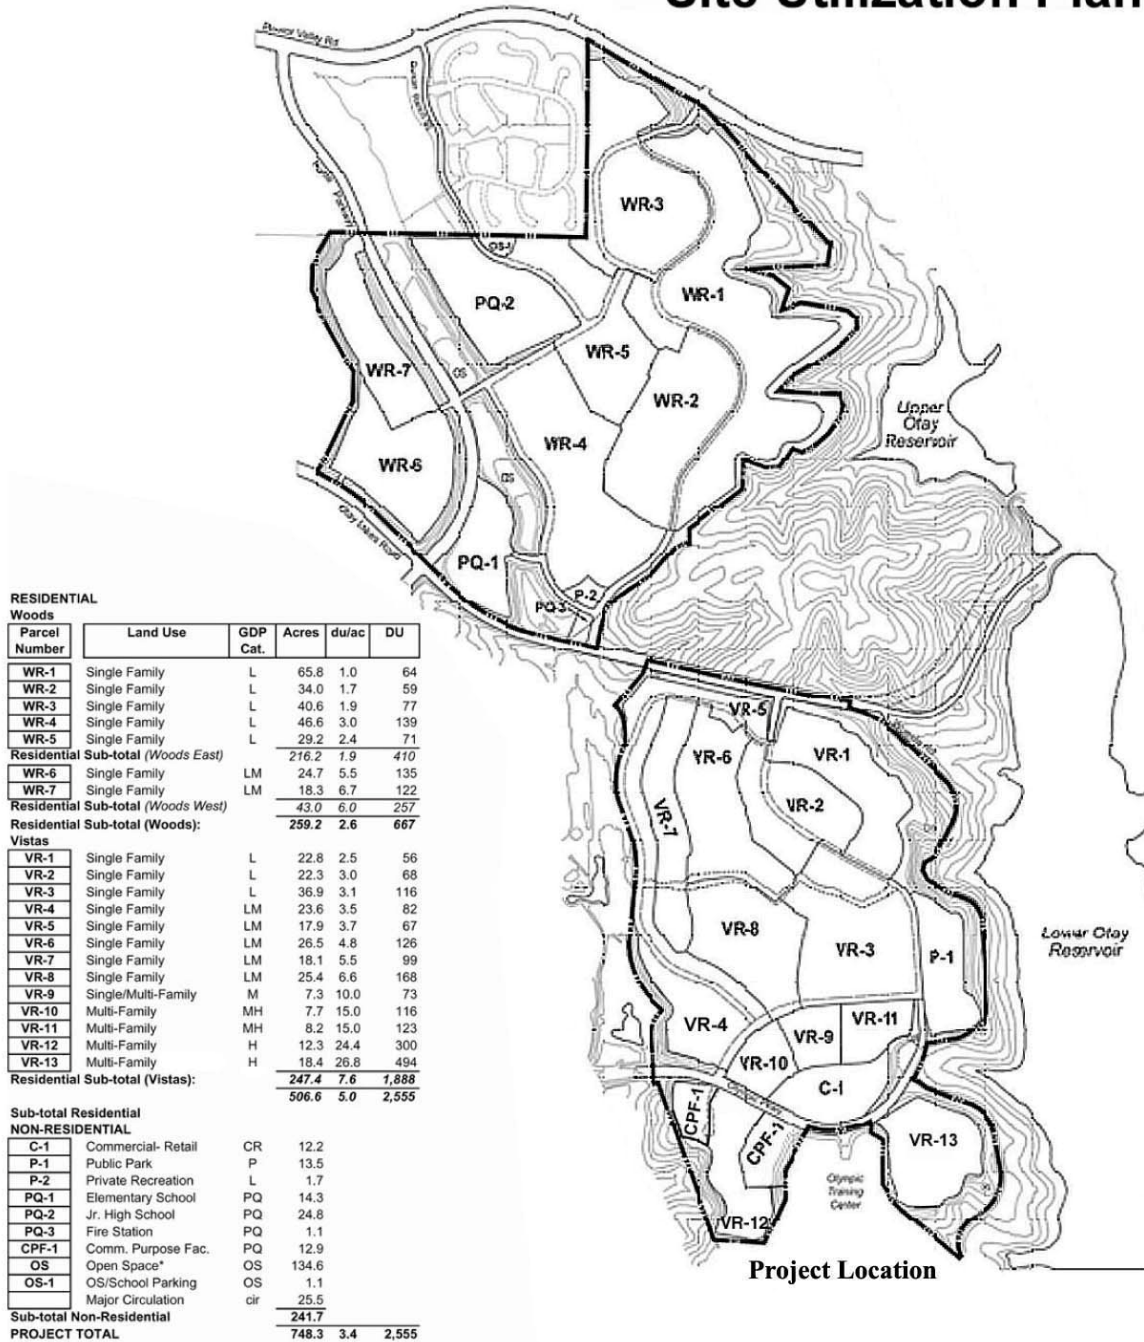 Site Utilization Plan
Proctor Valley Rd
WR-3
OS-1
PQ-2
WR-1
WR-5
OS
WR-7
WR-2
Upper
Otay
Reservoir
WR-4
WR-6
OS
Otay Lakes Road
PQ-1
P-2
PQ-3
VR-5
VR-6
VR-1
VR-2
VR-7
VR-8
VR-3
P-1
Lower Otay
Reservoir
VR-4
VR-9
VR-11
VR-10
C-1
CPF-1
CPF-1
VR-13
Olympic
Training
Center
OS
VR-12
Project Location
RESIDENTIAL
Woods
Parcel Number Land Use GDP Cat. Acres du/ac DU
WR-1 Single Family L 65.8 1.0 64
WR-2 Single Family L 34.0 1.7 59
WR-3 Single Family L 40.6 1.9 77
WR-4 Single Family L 46.6 3.0 139
WR-5 Single Family L 29.2 2.4 71
Residential Sub-total (Woods East) 216.2 1.9 410
WR-6 Single Family LM 24.7 5.5 135
WR-7 Single Family LM 18.3 6.7 122
Residential Sub-total (Woods West) 43.0 6.0 257
Residential Sub-total (Woods): 259.2 2.6 667
Vistas
VR-1 Single Family L 22.8 2.5 56
VR-2 Single Family L 22.3 3.0 68
VR-3 Single Family L 36.9 3.1 116
VR-4 Single Family LM 23.6 3.5 82
VR-5 Single Family LM 17.9 3.7 67
VR-6 Single Family LM 26.5 4.8 126
VR-7 Single Family LM 18.1 5.5 99
VR-8 Single Family LM 25.4 6.6 168
VR-9 Single/Multi-Family M 7.3 10.0 73
VR-10 Multi-Family MH 7.7 15.0 116
VR-11 Multi-Family MH 8.2 15.0 123
VR-12 Multi-Family H 12.3 24.4 300
VR-13 Multi-Family H 18.4 26.8 494
Residential Sub-total (Vistas): 247.4 7.6 1,888
506.6 5.0 2,555
Sub-total Residential
NON-RESIDENTIAL
C-1 Commercial- Retail CR 12.2
P-1 Public Park P 13.5
P-2 Private Recreation L 1.7
PQ-1 Elementary School PQ 14.3
PQ-2 Jr. High School PQ 24.8
PQ-3 Fire Station PQ 1.1
CPF-1 Comm. Purpose Fac. PQ 12.9
OS Open Space* OS 134.6
OS-1 OS/School Parking OS 1.1
Major Circulation cir 25.5
Sub-total Non-Residential 241.7
PROJECT TOTAL 748.3 3.4 2,555